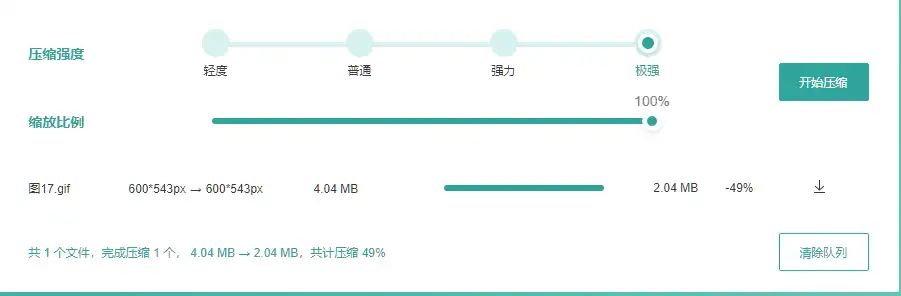 压缩强度
轻度 普通 强力 极强
开始压缩
100%
缩放比例
图17.gif 600*543px → 600*543px 4.04 MB 2.04 MB -49%
共 1 个文件，完成压缩 1 个， 4.04 MB → 2.04 MB，共计压缩 49%
清除队列